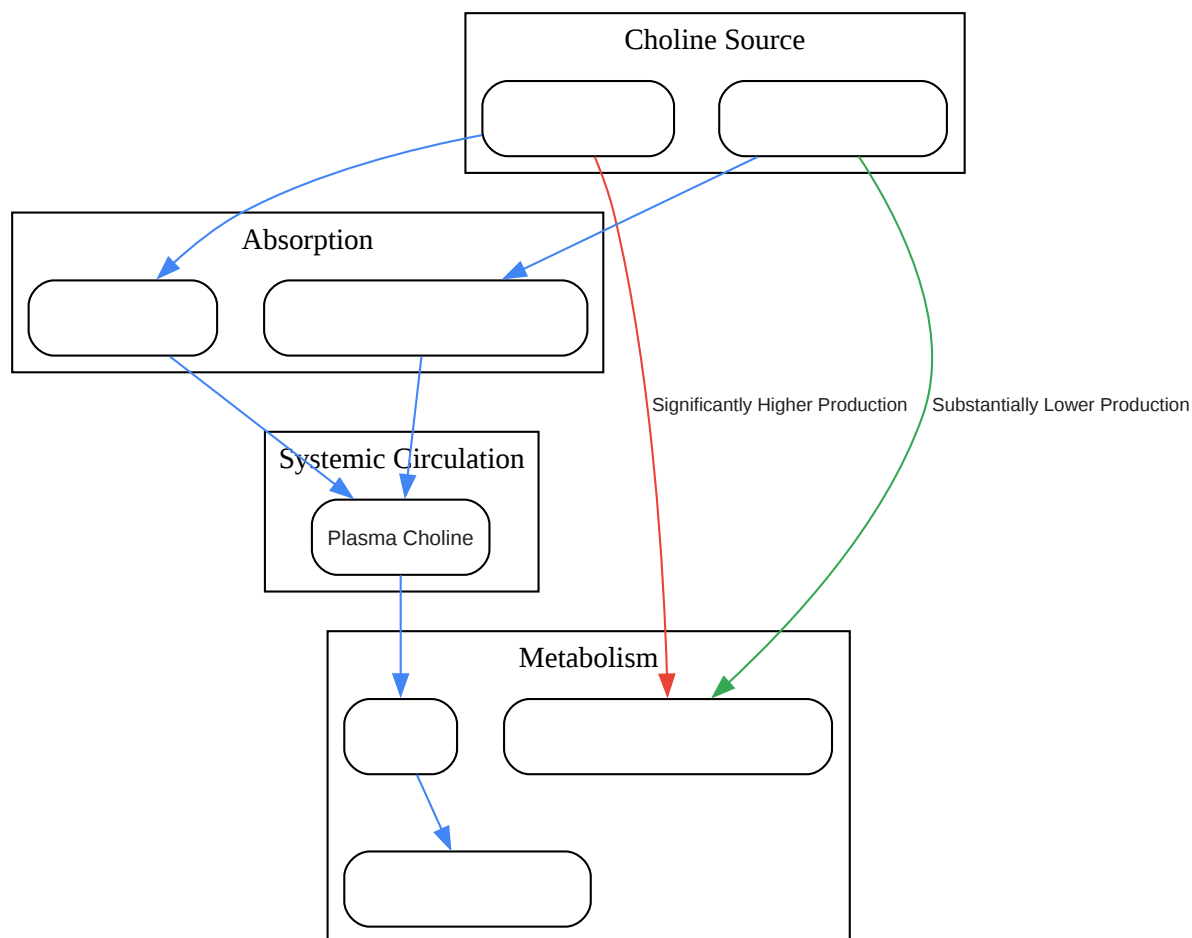 Choline Source
Absorption
Significantly Higher Production
Substantially Lower Production
Systemic Circulation
Plasma Choline
Metabolism